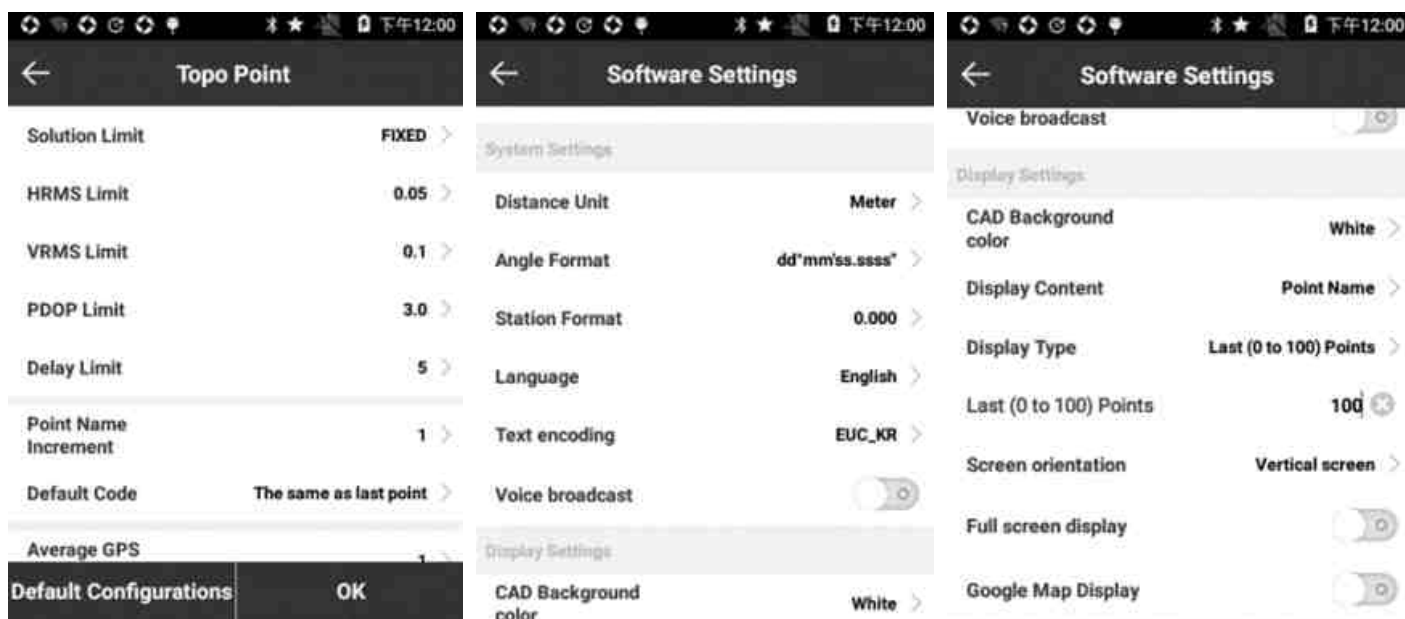 下午12:00
Topo Point
Solution Limit FIXED
HRMS Limit 0.05
VRMS Limit 0.1
PDOP Limit 3.0
Delay Limit 5
Point Name
Increment 1
Default Code The same as last point
Average GPS 1
Default Configurations OK
下午12:00
Software Settings
System Settings
Distance Unit Meter
Angle Format dd°mm'ss.ssss"
Station Format 0.000
Language English
Text encoding EUC_KR
Voice broadcast
Display Settings
CAD Background
color White
下午12:00
Software Settings
Voice broadcast
Display Settings
CAD Background
color White
Display Content Point Name
Display Type Last (0 to 100) Points
Last (0 to 100) Points 100
Screen orientation Vertical screen
Full screen display
Google Map Display